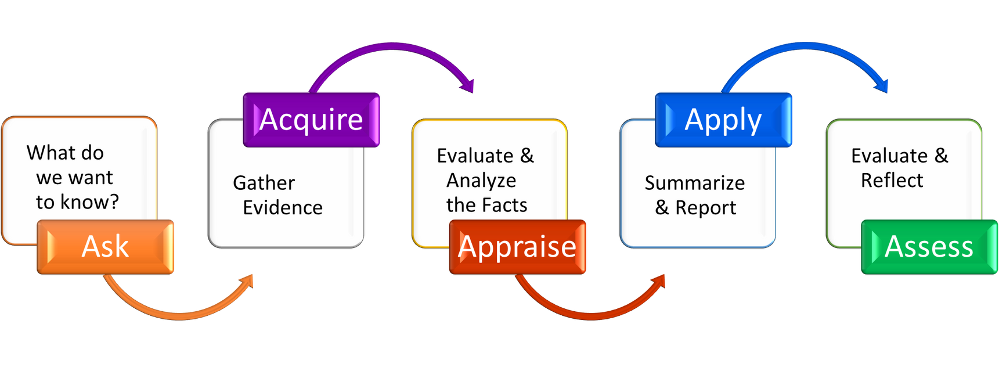 What do
we want
to know?
Ask
Acquire
Gather
Evidence
Evaluate &
Analyze
the Facts
Appraise
Apply
Summarize
& Report
Evaluate &
Reflect
Assess